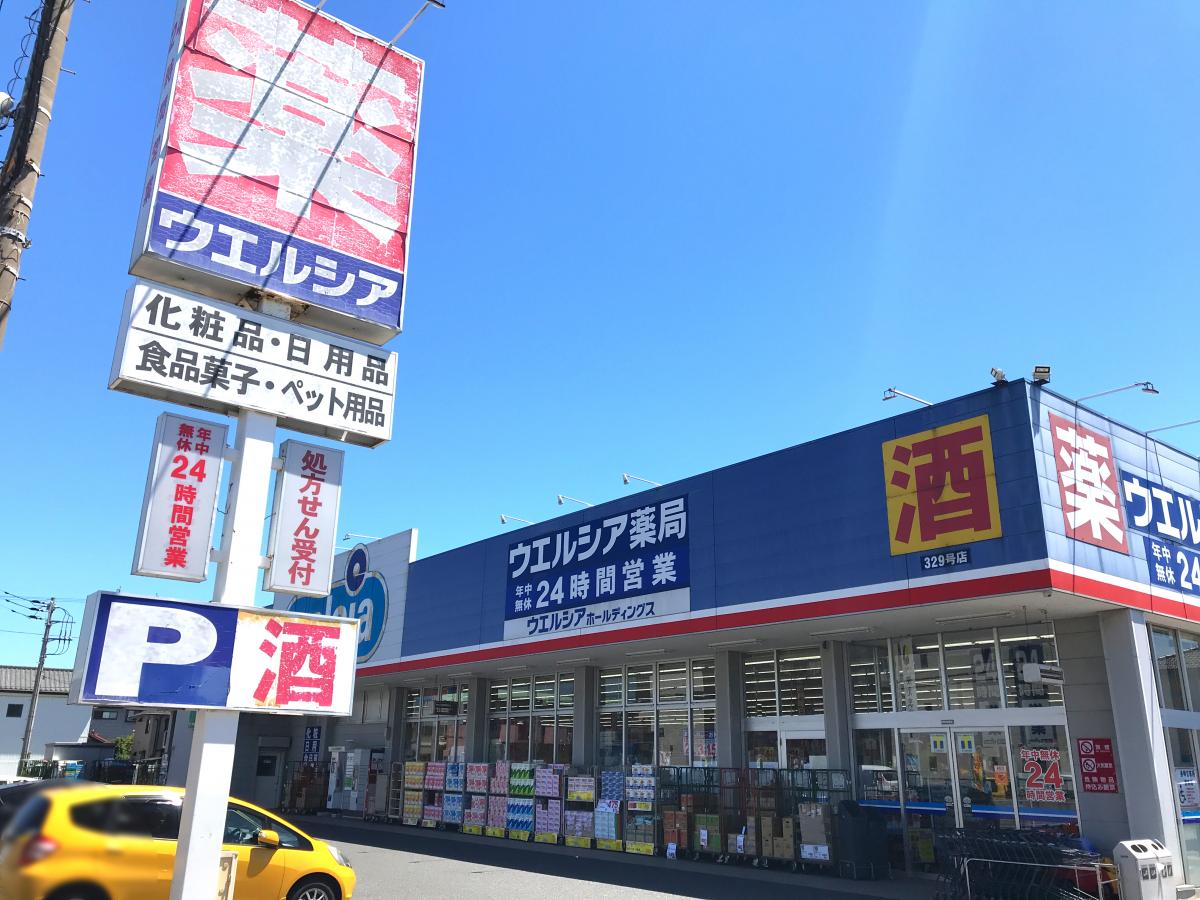 薬
ウエルシア
化粧品・日用品
食品菓子・ペット用品
年中
無休
24
時間営業
処方せん受付
P
酒
ウエルシア薬局
年中
無休
24時間営業
ウエルシアホールディングス
酒
329号店
薬
ウエル
年中
無休
24
年中無休
24
時間営業